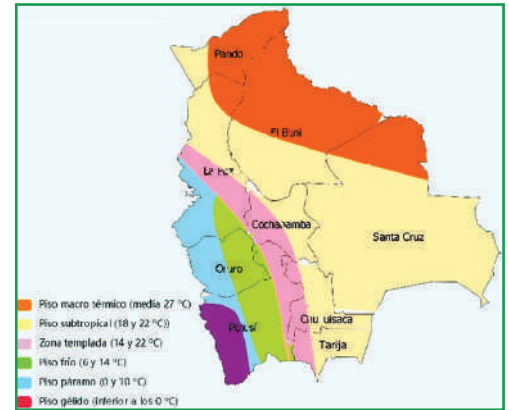 Pando
El Beni
La Paz
Cochabamba
Santa Cruz
Oruro
Potosí
Chuquisaca
Tarija
Piso macro térmico (media 27 °C)
Piso subtropical (18 y 22 °C))
Zona templada (14 y 22 °C)
Piso frío (6 y 14 °C)
Piso páramo (0 y 10 °C)
Piso gélido (inferior a los 0 °C)